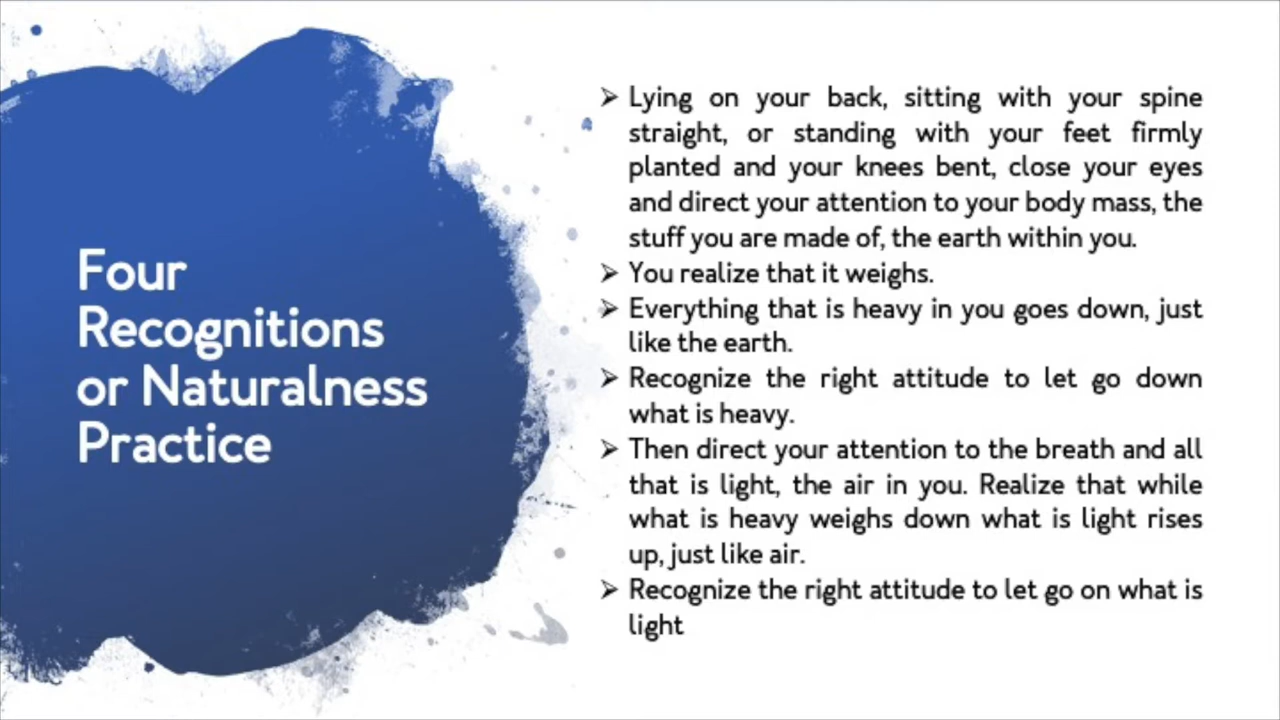 Four
Recognitions
or Naturalness
Practice
➢ Lying on your back, sitting with your spine
straight, or standing with your feet firmly
planted and your knees bent, close your eyes
and direct your attention to your body mass, the
stuff you are made of, the earth within you.
➢ You realize that it weighs.
➢ Everything that is heavy in you goes down, just
like the earth.
➢ Recognize the right attitude to let go down
what is heavy.
➢ Then direct your attention to the breath and all
that is light, the air in you. Realize that while
what is heavy weighs down what is light rises
up, just like air.
➢ Recognize the right attitude to let go on what is
light